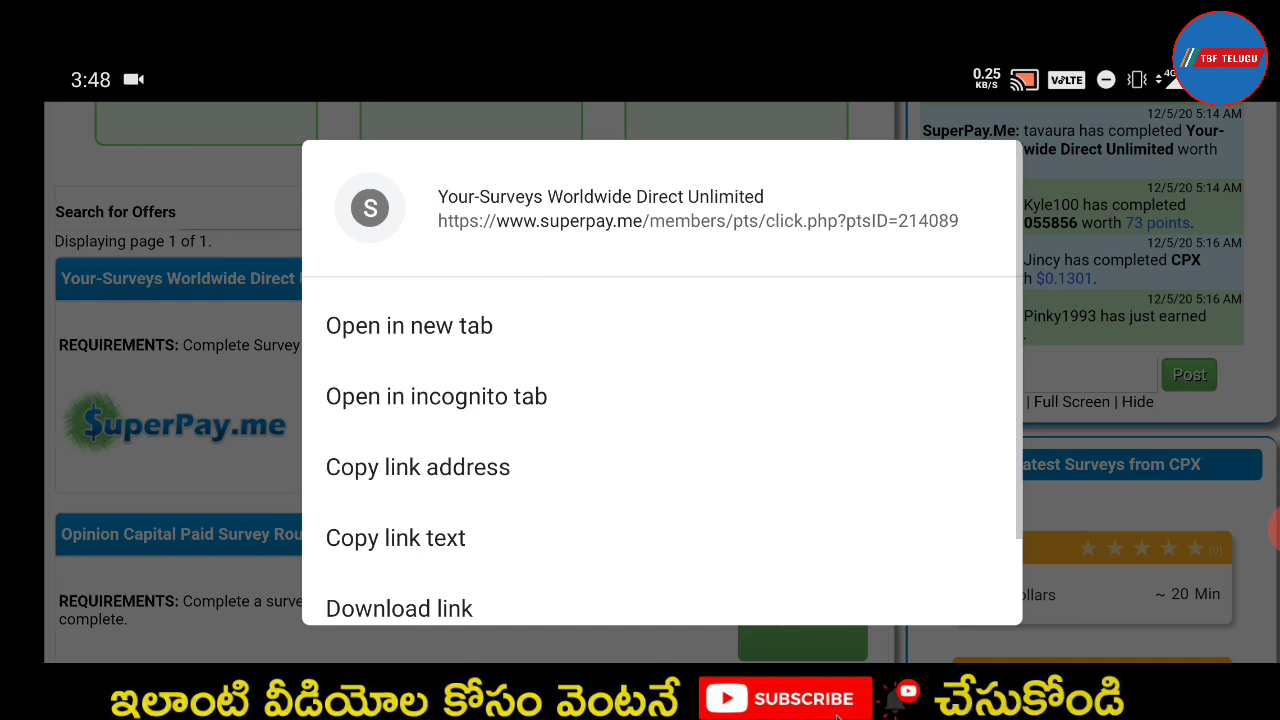 TBF TELUGU
3:48
0.25
KB/S
VoLTE
4G
Search for Offers
Displaying page 1 of 1.
Your-Surveys Worldwide Direct
REQUIREMENTS: Complete Survey
$uperPay.me
Opinion Capital Paid Survey
REQUIREMENTS: Complete a
complete.
S
Your-Surveys Worldwide Direct Unlimited
https://www.superpay.me/members/pts/click.php?ptsID=214089
Open in new tab
Open in incognito tab
Copy link address
Copy link text
Download link
12/5/20 5:14 AM
SuperPay.Me: tavaura has completed Your-
wide Direct Unlimited worth
12/5/20 5:14 AM
Kyle100 has completed
055856 worth 73 points.
12/5/20 5:16 AM
Jincy has completed CPX
$0.1301.
12/5/20 5:16 AM
Pinky1993 has just earned
Post
| Full Screen | Hide
Surveys from CPX
(0)
~ 20 Min
ఇలాంటి వీడియోల కోసం వెంటనే SUBSCRIBE చేసుకోండి